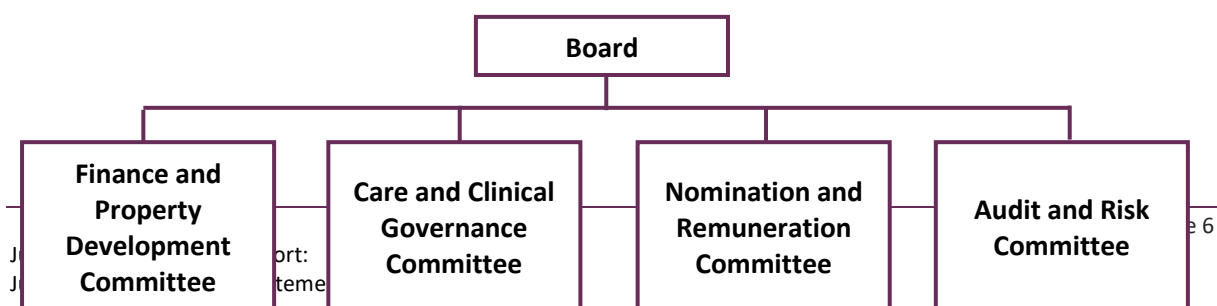 Board
Finance and
Property
Development
Committee
Care and Clinical
Governance
Committee
Nomination and
Remuneration
Committee
Audit and Risk
Committee
6